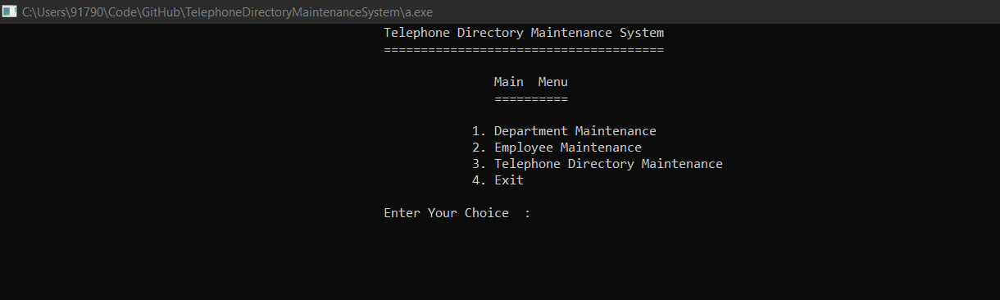 C:\Users\91790\Code\GitHub\TelephoneDirectoryMaintenanceSystem\a.exe
Telephone Directory Maintenance System
======================================
Main  Menu
==========
1. Department Maintenance
2. Employee Maintenance
3. Telephone Directory Maintenance
4. Exit
Enter Your Choice  :